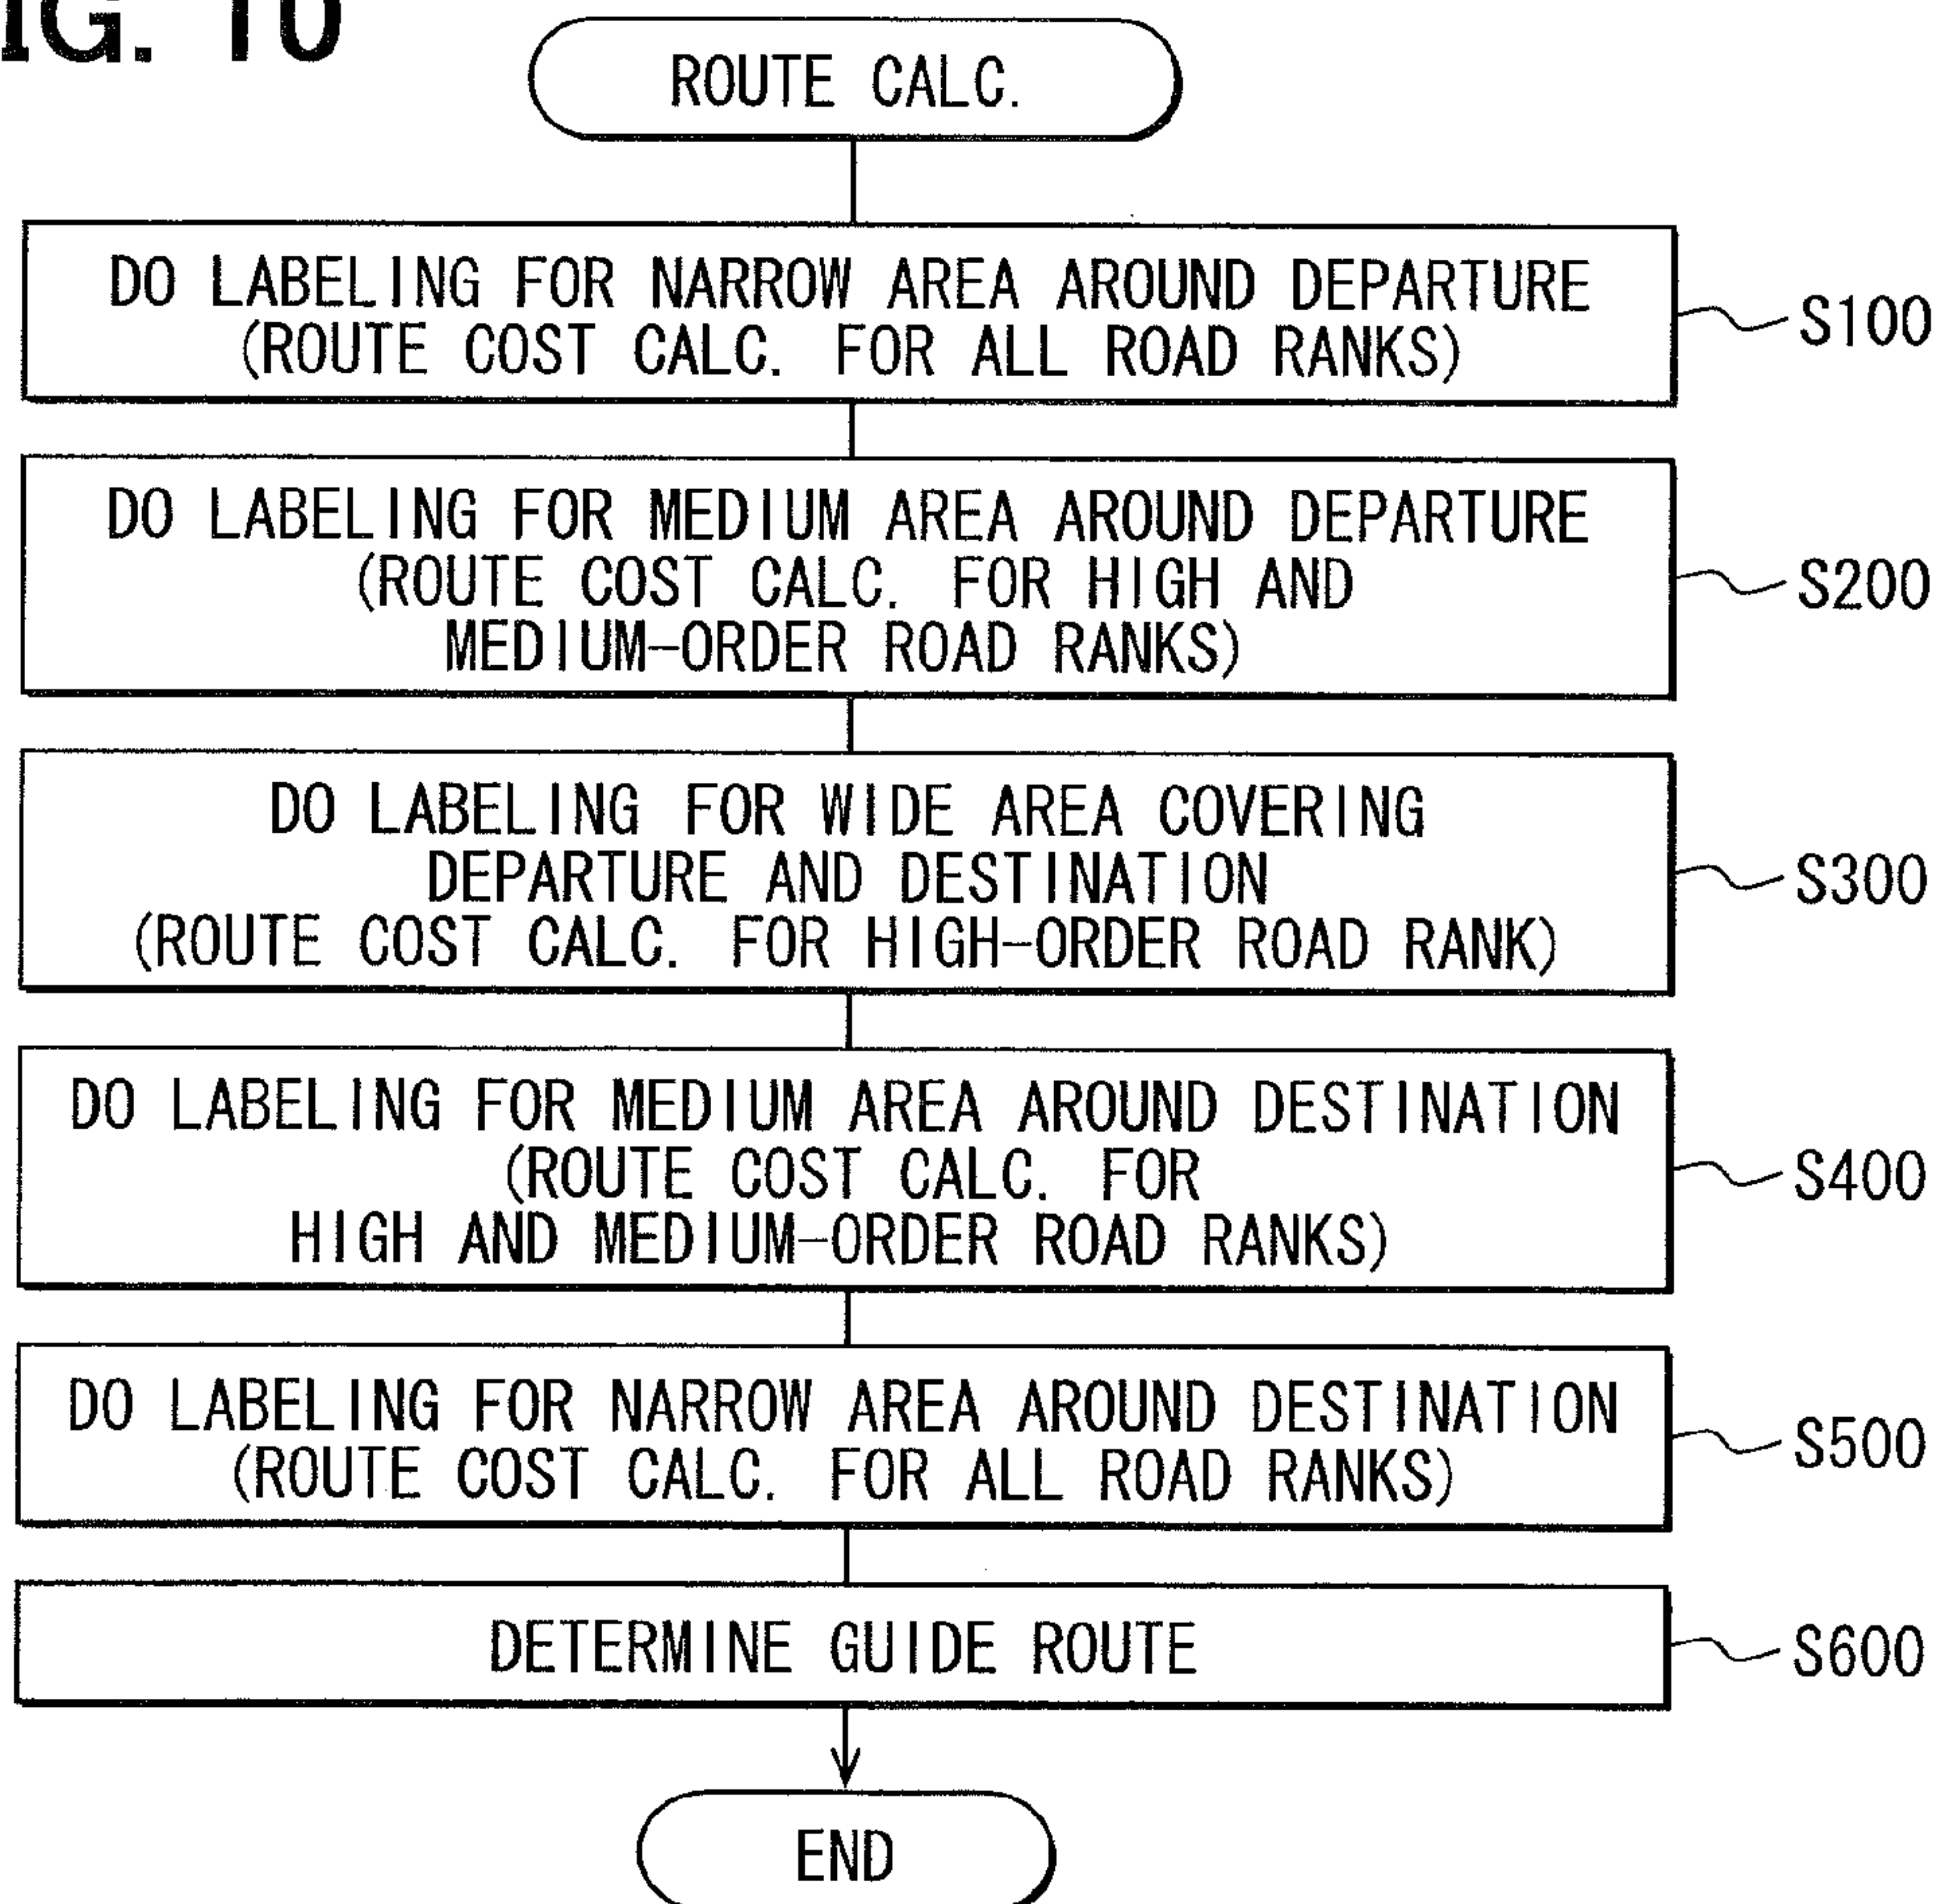 IG. 10
ROUTE CALC.
DO LABELING FOR NARROW AREA AROUND DEPARTURE
(ROUTE COST CALC. FOR ALL ROAD RANKS)
S100
DO LABELING FOR MEDIUM AREA AROUND DEPARTURE
(ROUTE COST CALC. FOR HIGH AND
MEDIUM-ORDER ROAD RANKS)
S200
DO LABELING FOR WIDE AREA COVERING
DEPARTURE AND DESTINATION
(ROUTE COST CALC. FOR HIGH-ORDER ROAD RANK)
S300
DO LABELING FOR MEDIUM AREA AROUND DESTINATION
(ROUTE COST CALC. FOR
HIGH AND MEDIUM-ORDER ROAD RANKS)
S400
DO LABELING FOR NARROW AREA AROUND DESTINATION
(ROUTE COST CALC. FOR ALL ROAD RANKS)
S500
DETERMINE GUIDE ROUTE
S600
END